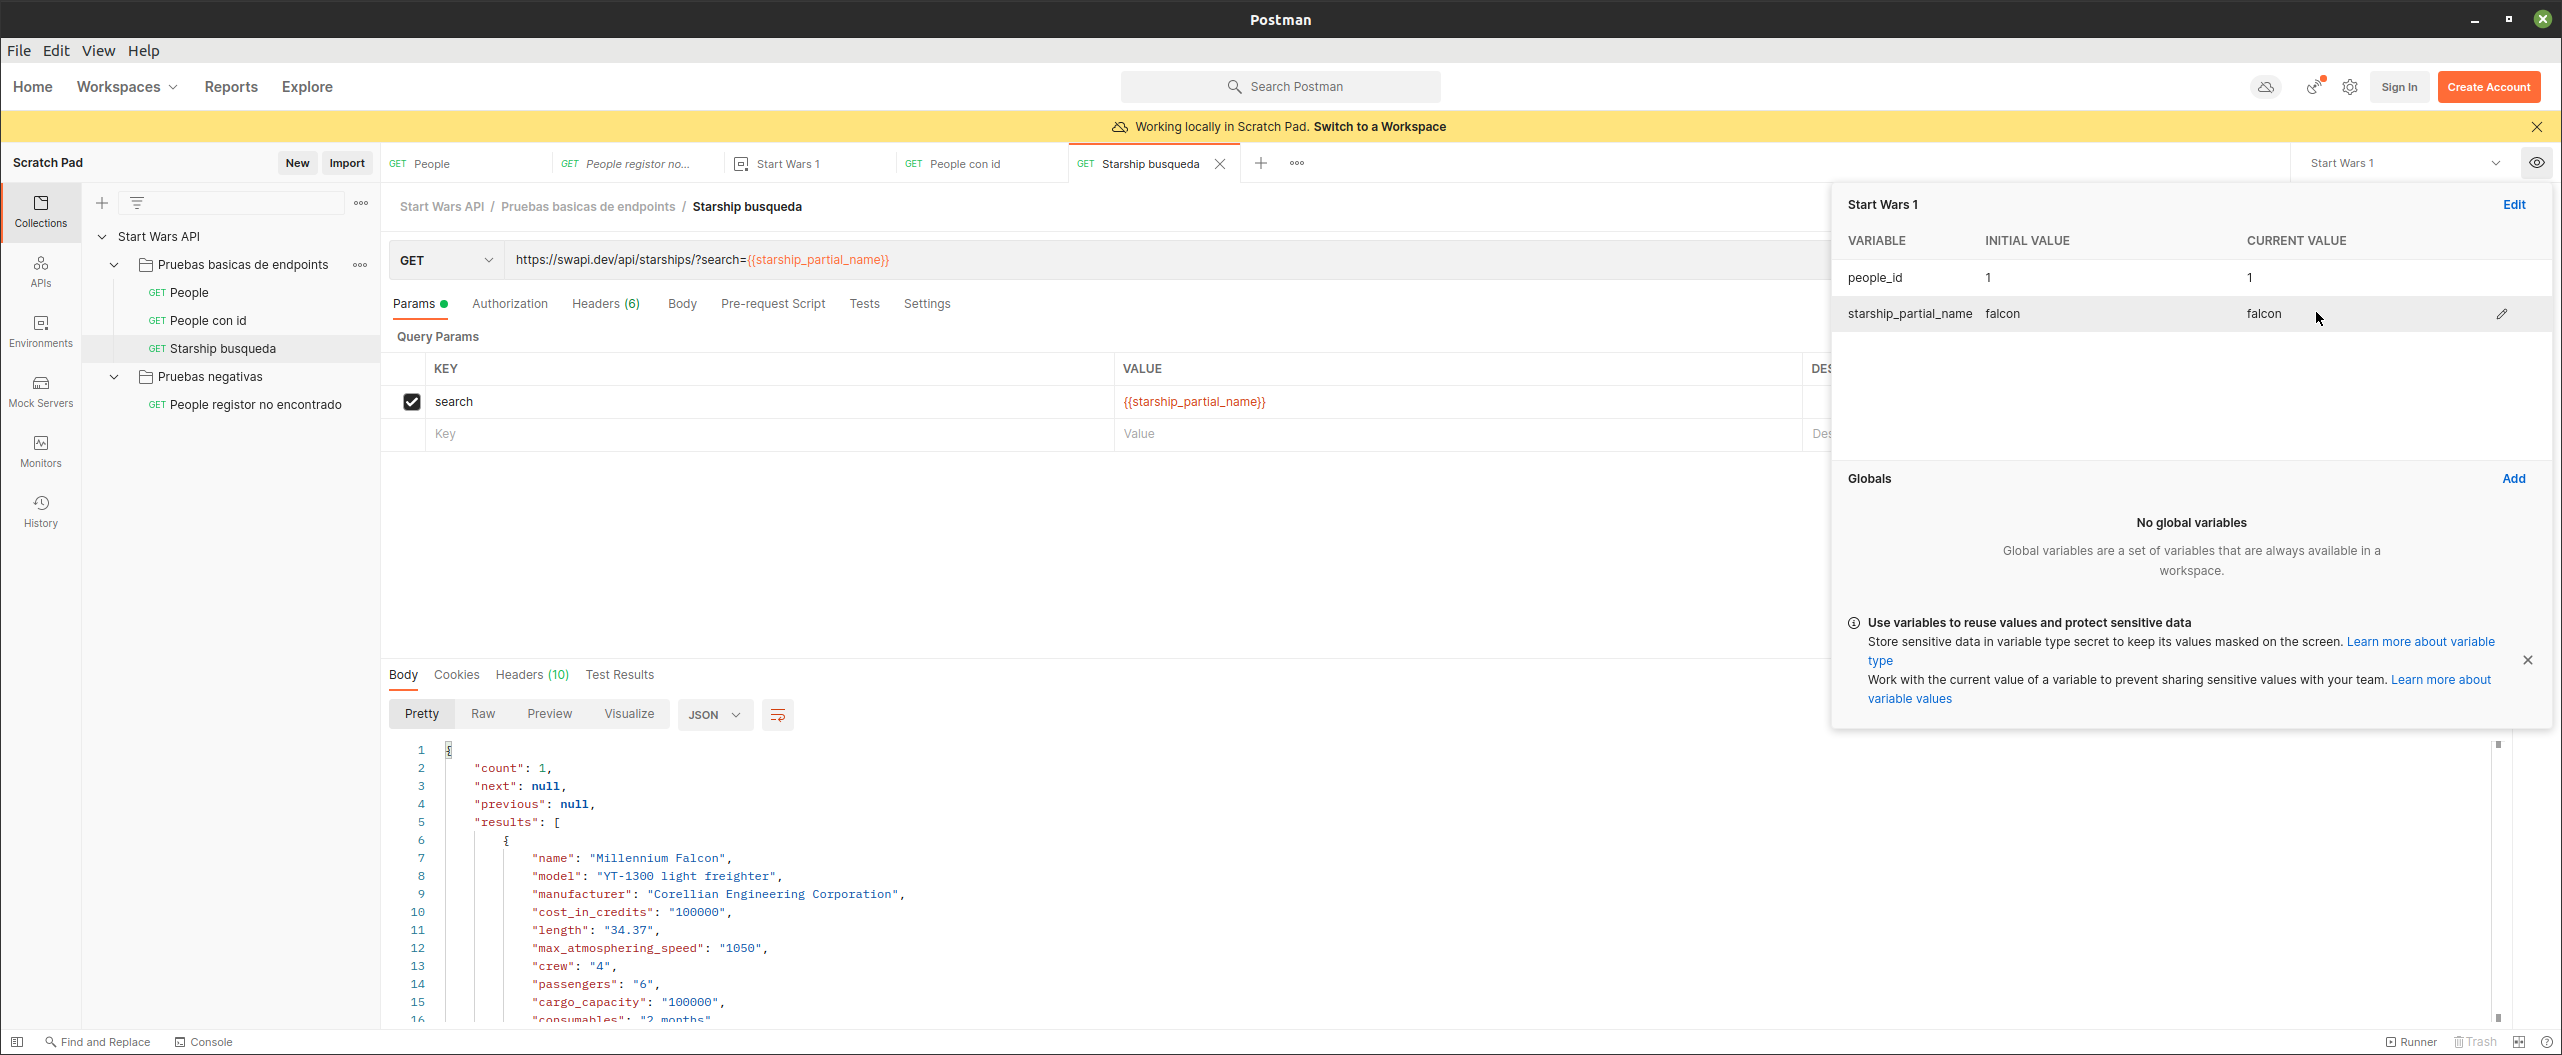 Postman
File Edit View Help
Home Workspaces Reports Explore Search Postman Sign In Create Account
Working locally in Scratch Pad. Switch to a Workspace
Scratch Pad New Import GET People GET People registor no... Start Wars 1 GET People con id GET Starship busqueda Start Wars 1
Collections
APIs
Environments
Mock Servers
Monitors
History
Start Wars API
Pruebas basicas de endpoints
GET People
GET People con id
GET Starship busqueda
Pruebas negativas
GET People registor no encontrado
Start Wars API / Pruebas basicas de endpoints / Starship busqueda
GET https://swapi.dev/api/starships/?search={{starship_partial_name}}
Params Authorization Headers (6) Body Pre-request Script Tests Settings
Query Params
KEY VALUE DES
search {{starship_partial_name}}
Key Value Des
Start Wars 1 Edit
VARIABLE INITIAL VALUE CURRENT VALUE
people_id 1 1
starship_partial_name falcon falcon
Globals Add
No global variables
Global variables are a set of variables that are always available in a
workspace.
Use variables to reuse values and protect sensitive data
Store sensitive data in variable type secret to keep its values masked on the screen. Learn more about variable
type
Work with the current value of a variable to prevent sharing sensitive values with your team. Learn more about
variable values
Body Cookies Headers (10) Test Results
Pretty Raw Preview Visualize JSON
1 {
2 "count": 1,
3 "next": null,
4 "previous": null,
5 "results": [
6 {
7 "name": "Millennium Falcon",
8 "model": "YT-1300 light freighter",
9 "manufacturer": "Corellian Engineering Corporation",
10 "cost_in_credits": "100000",
11 "length": "34.37",
12 "max_atmosphering_speed": "1050",
13 "crew": "4",
14 "passengers": "6",
15 "cargo_capacity": "100000",
16 "consumables": "2 months"
Find and Replace Console Runner Trash